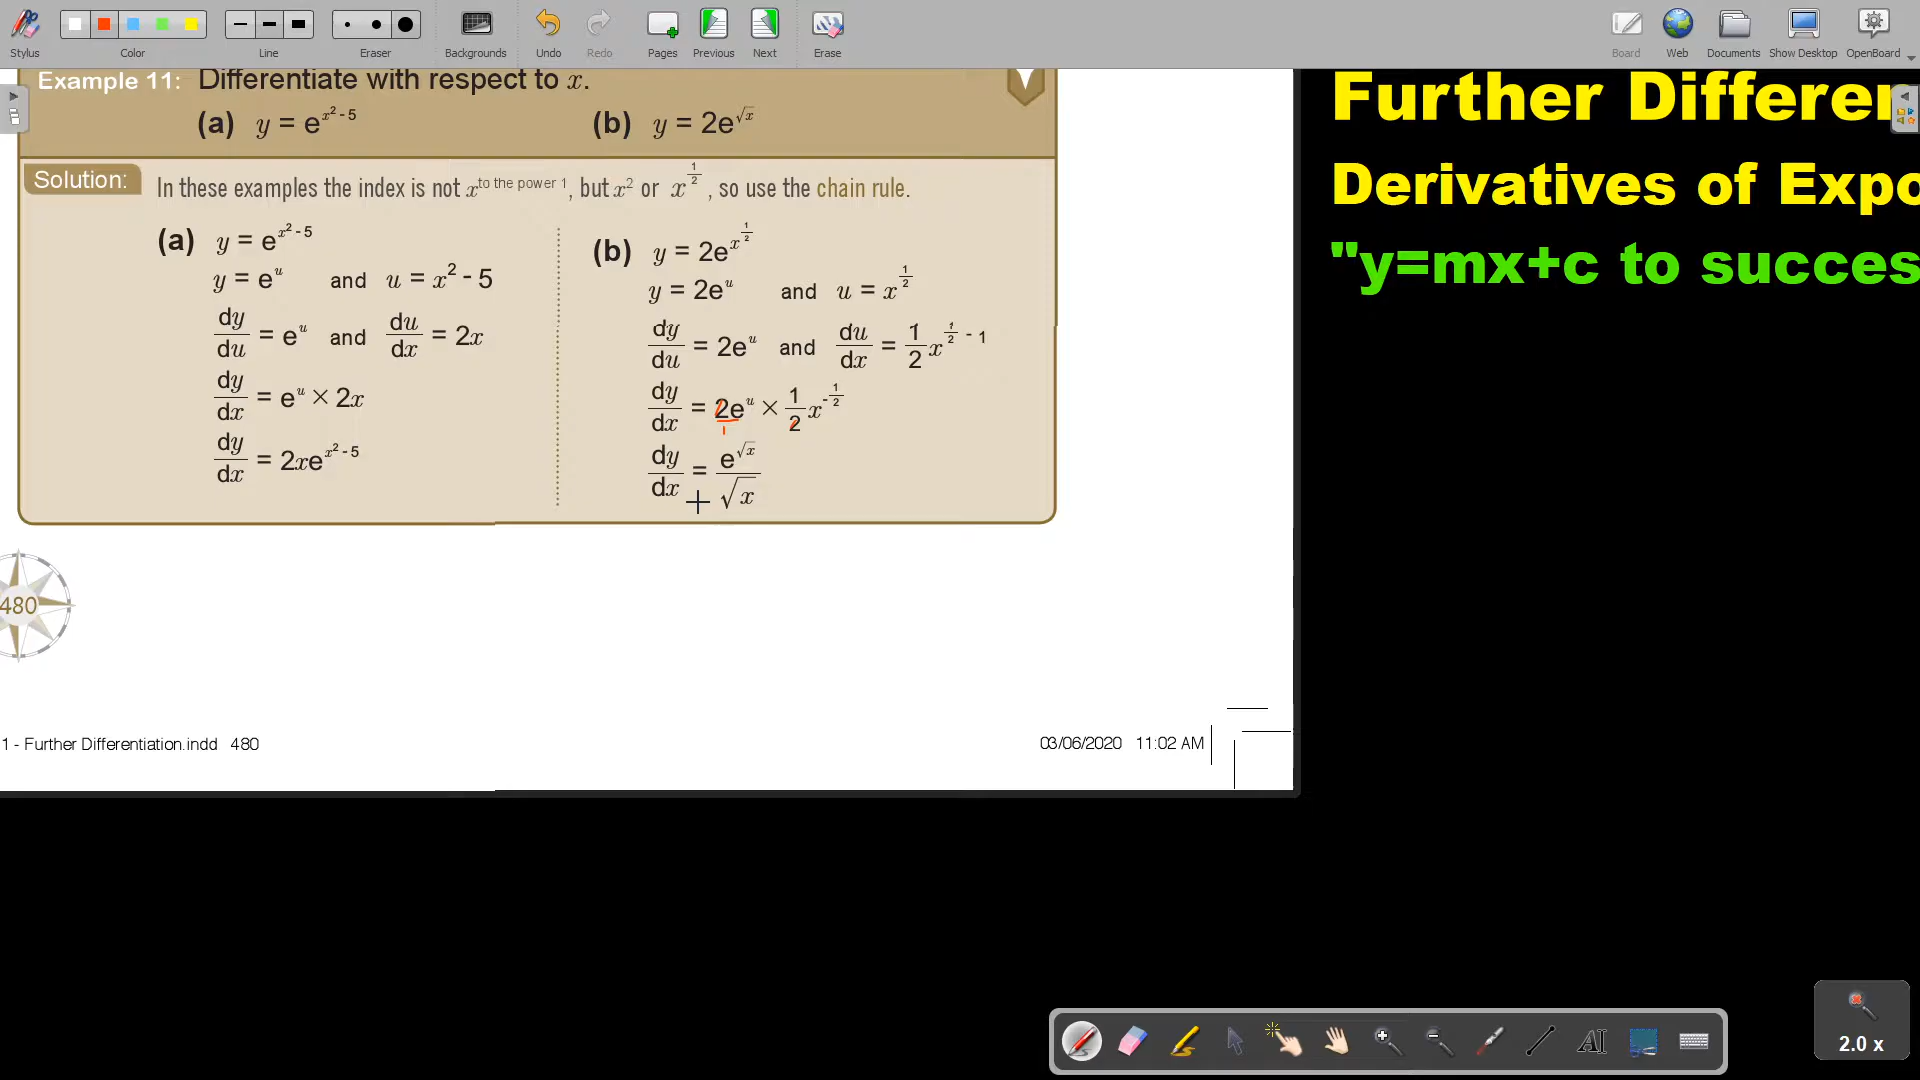 Stylus Color Line Eraser Backgrounds Undo Redo Pages Previous Next Erase Board Web Documents Show Desktop OpenBoard
Example 11: Differentiate with respect to x.
(a) y = e^{x² - 5} (b) y = 2e^{√x}
Solution: In these examples the index is not x^{to the power 1}, but x² or x^{1/2}, so use the chain rule.
(a) y = e^{x² - 5}
y = e^u and u = x² - 5
dy/du = e^u and du/dx = 2x
dy/dx = e^u × 2x
dy/dx = 2xe^{x² - 5}
(b) y = 2e^{x^{1/2}}
y = 2e^u and u = x^{1/2}
dy/du = 2e^u and du/dx = 1/2 x^{1/2 - 1}
dy/dx = 2e^u × 1/2 x^{-1/2}
1
dy/dx = e^{√x}/√x
480
1 - Further Differentiation.indd 480
03/06/2020 11:02 AM
Further Differen
Derivatives of Expo
"y=mx+c to succes
2.0 x